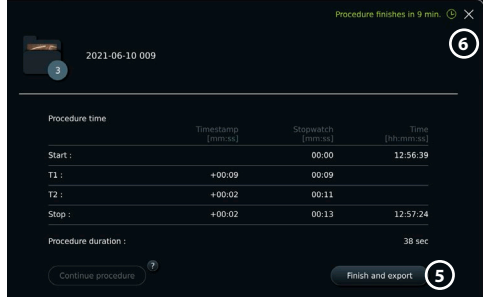 Procedure finishes in 9 min.
6
3
2021-06-10 009
Procedure time
Timestamp [mm:ss] Stopwatch [mm:ss] Time [hh:mm:ss]
Start : 00:00 12:56:39
T1 : +00:09 00:09
T2 : +00:02 00:11
Stop : +00:02 00:13 12:57:24
Procedure duration : 38 sec
Continue procedure ?
Finish and export 5